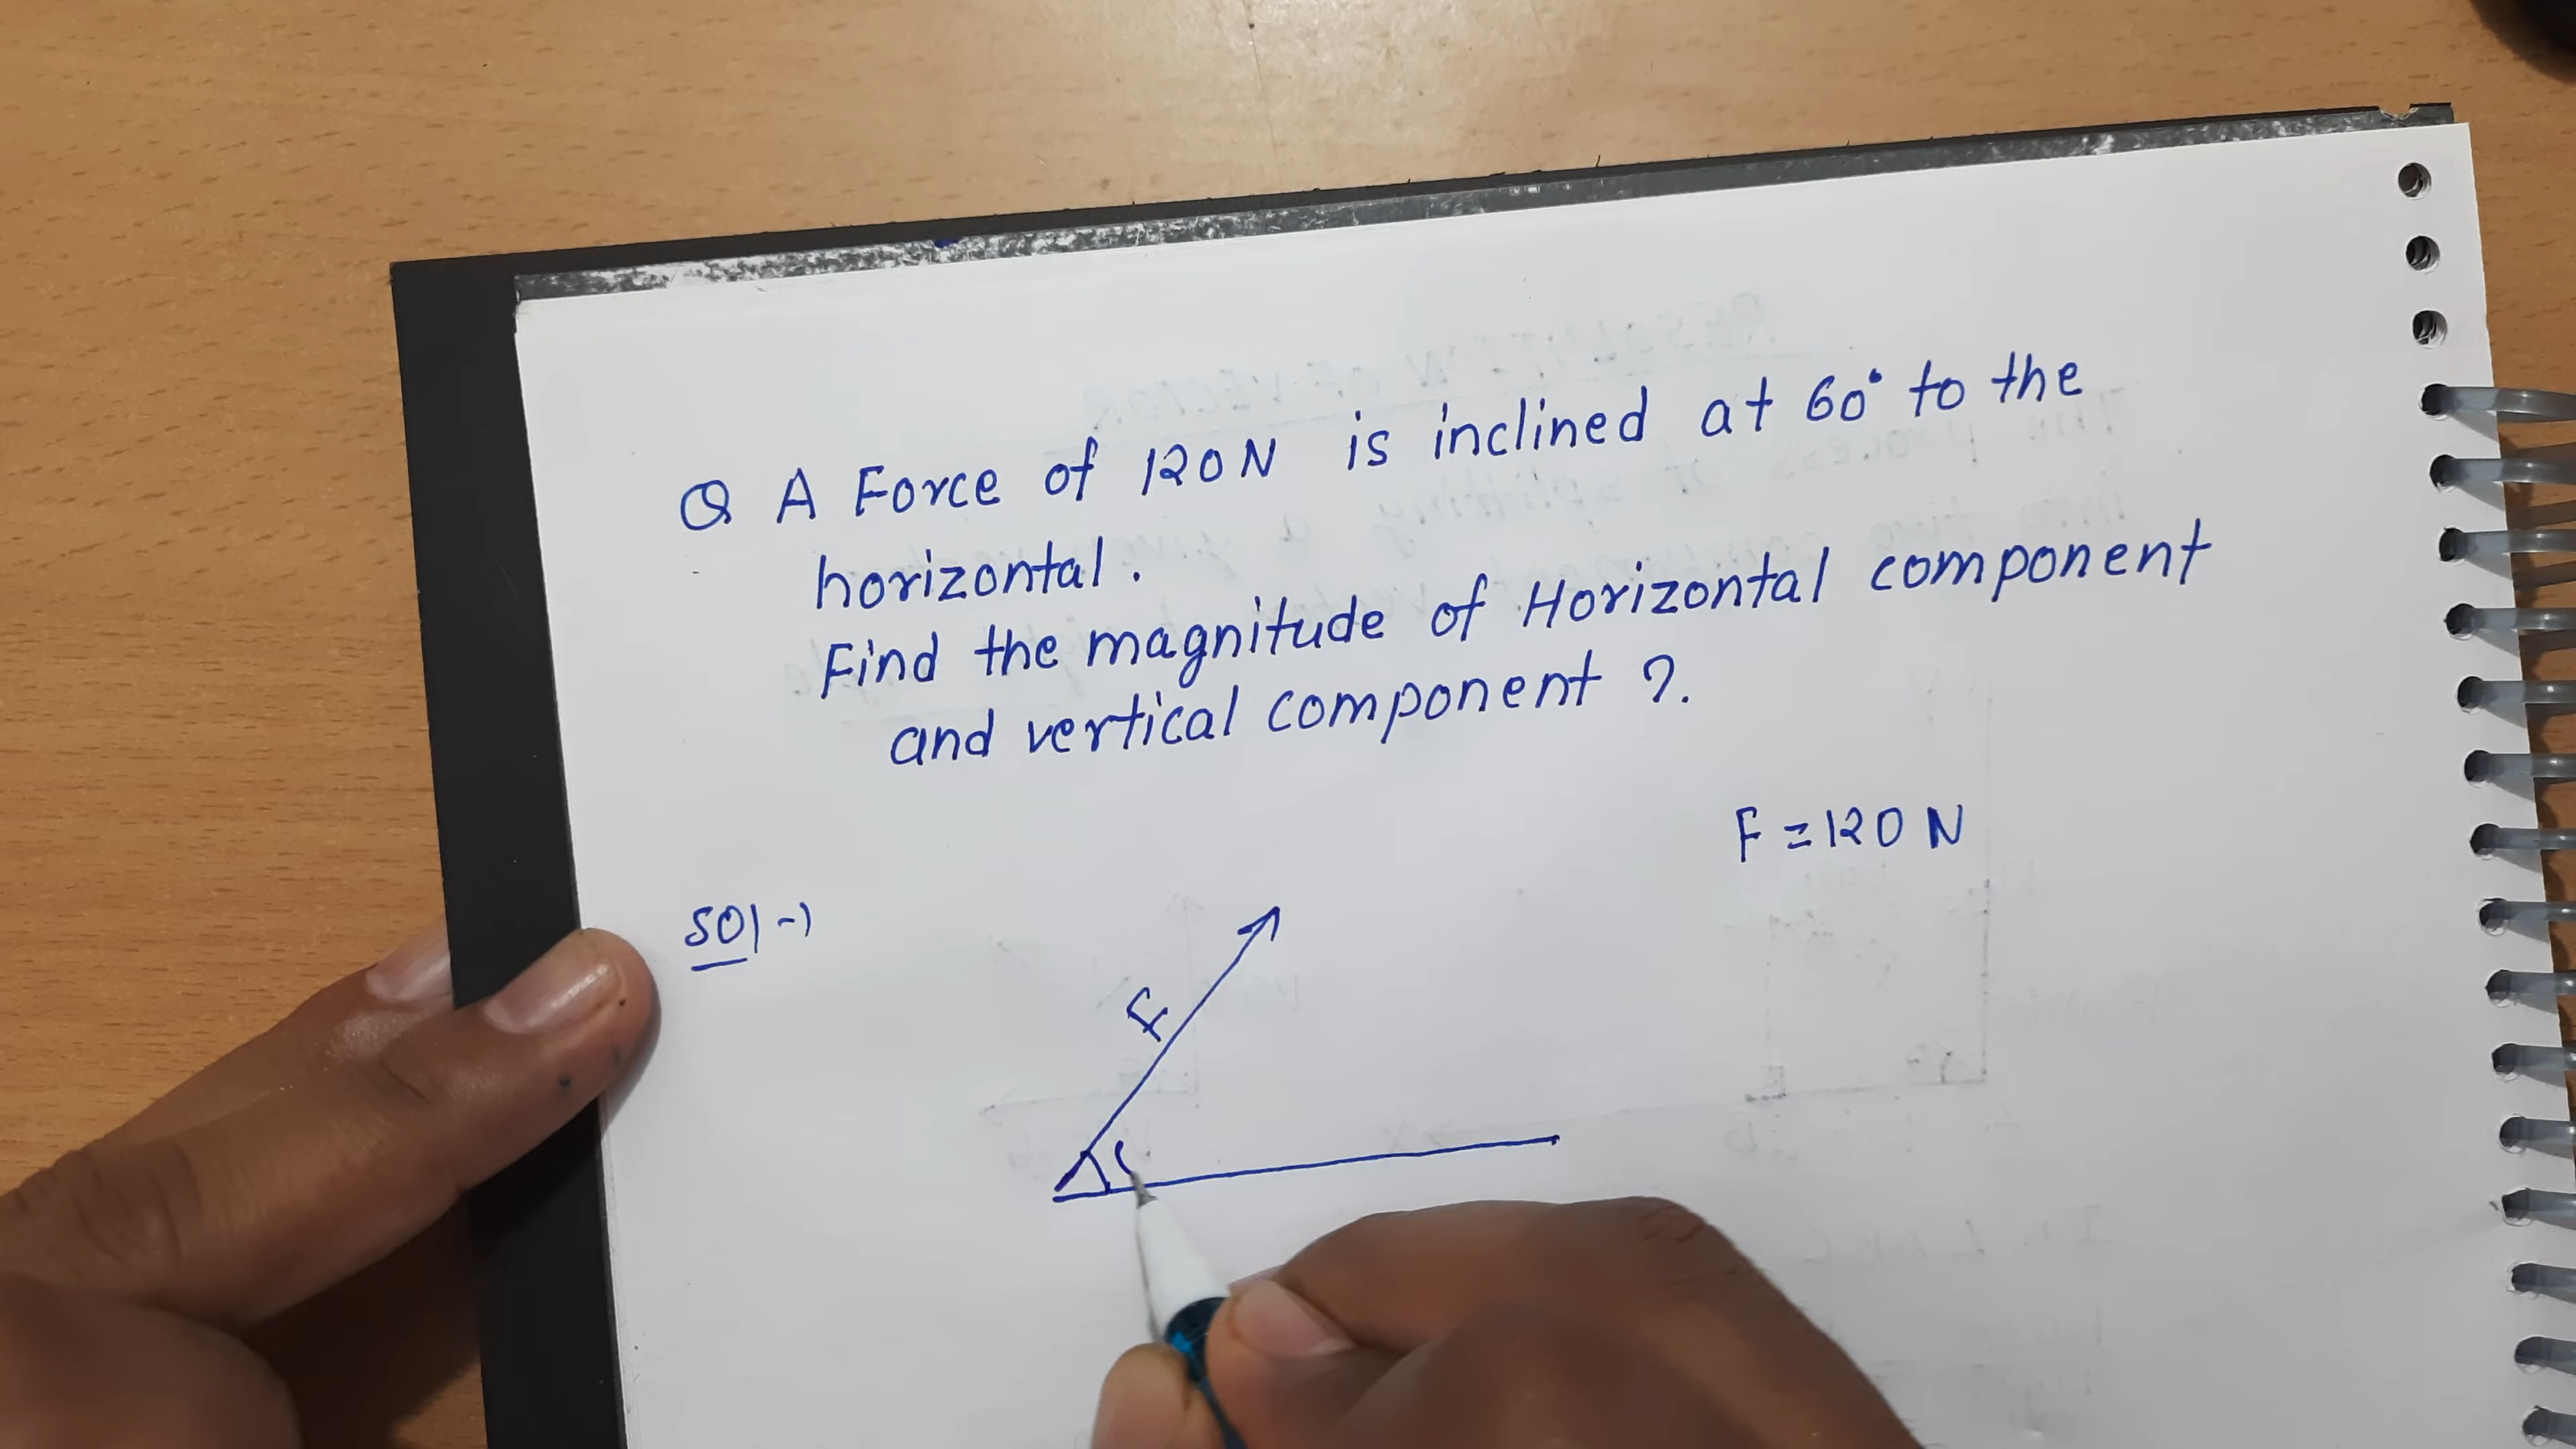 Q A Force of 120N is inclined at 60° to the
horizontal.
Find the magnitude of Horizontal component
and vertical component ?.
F = 120 N
Sol -
F